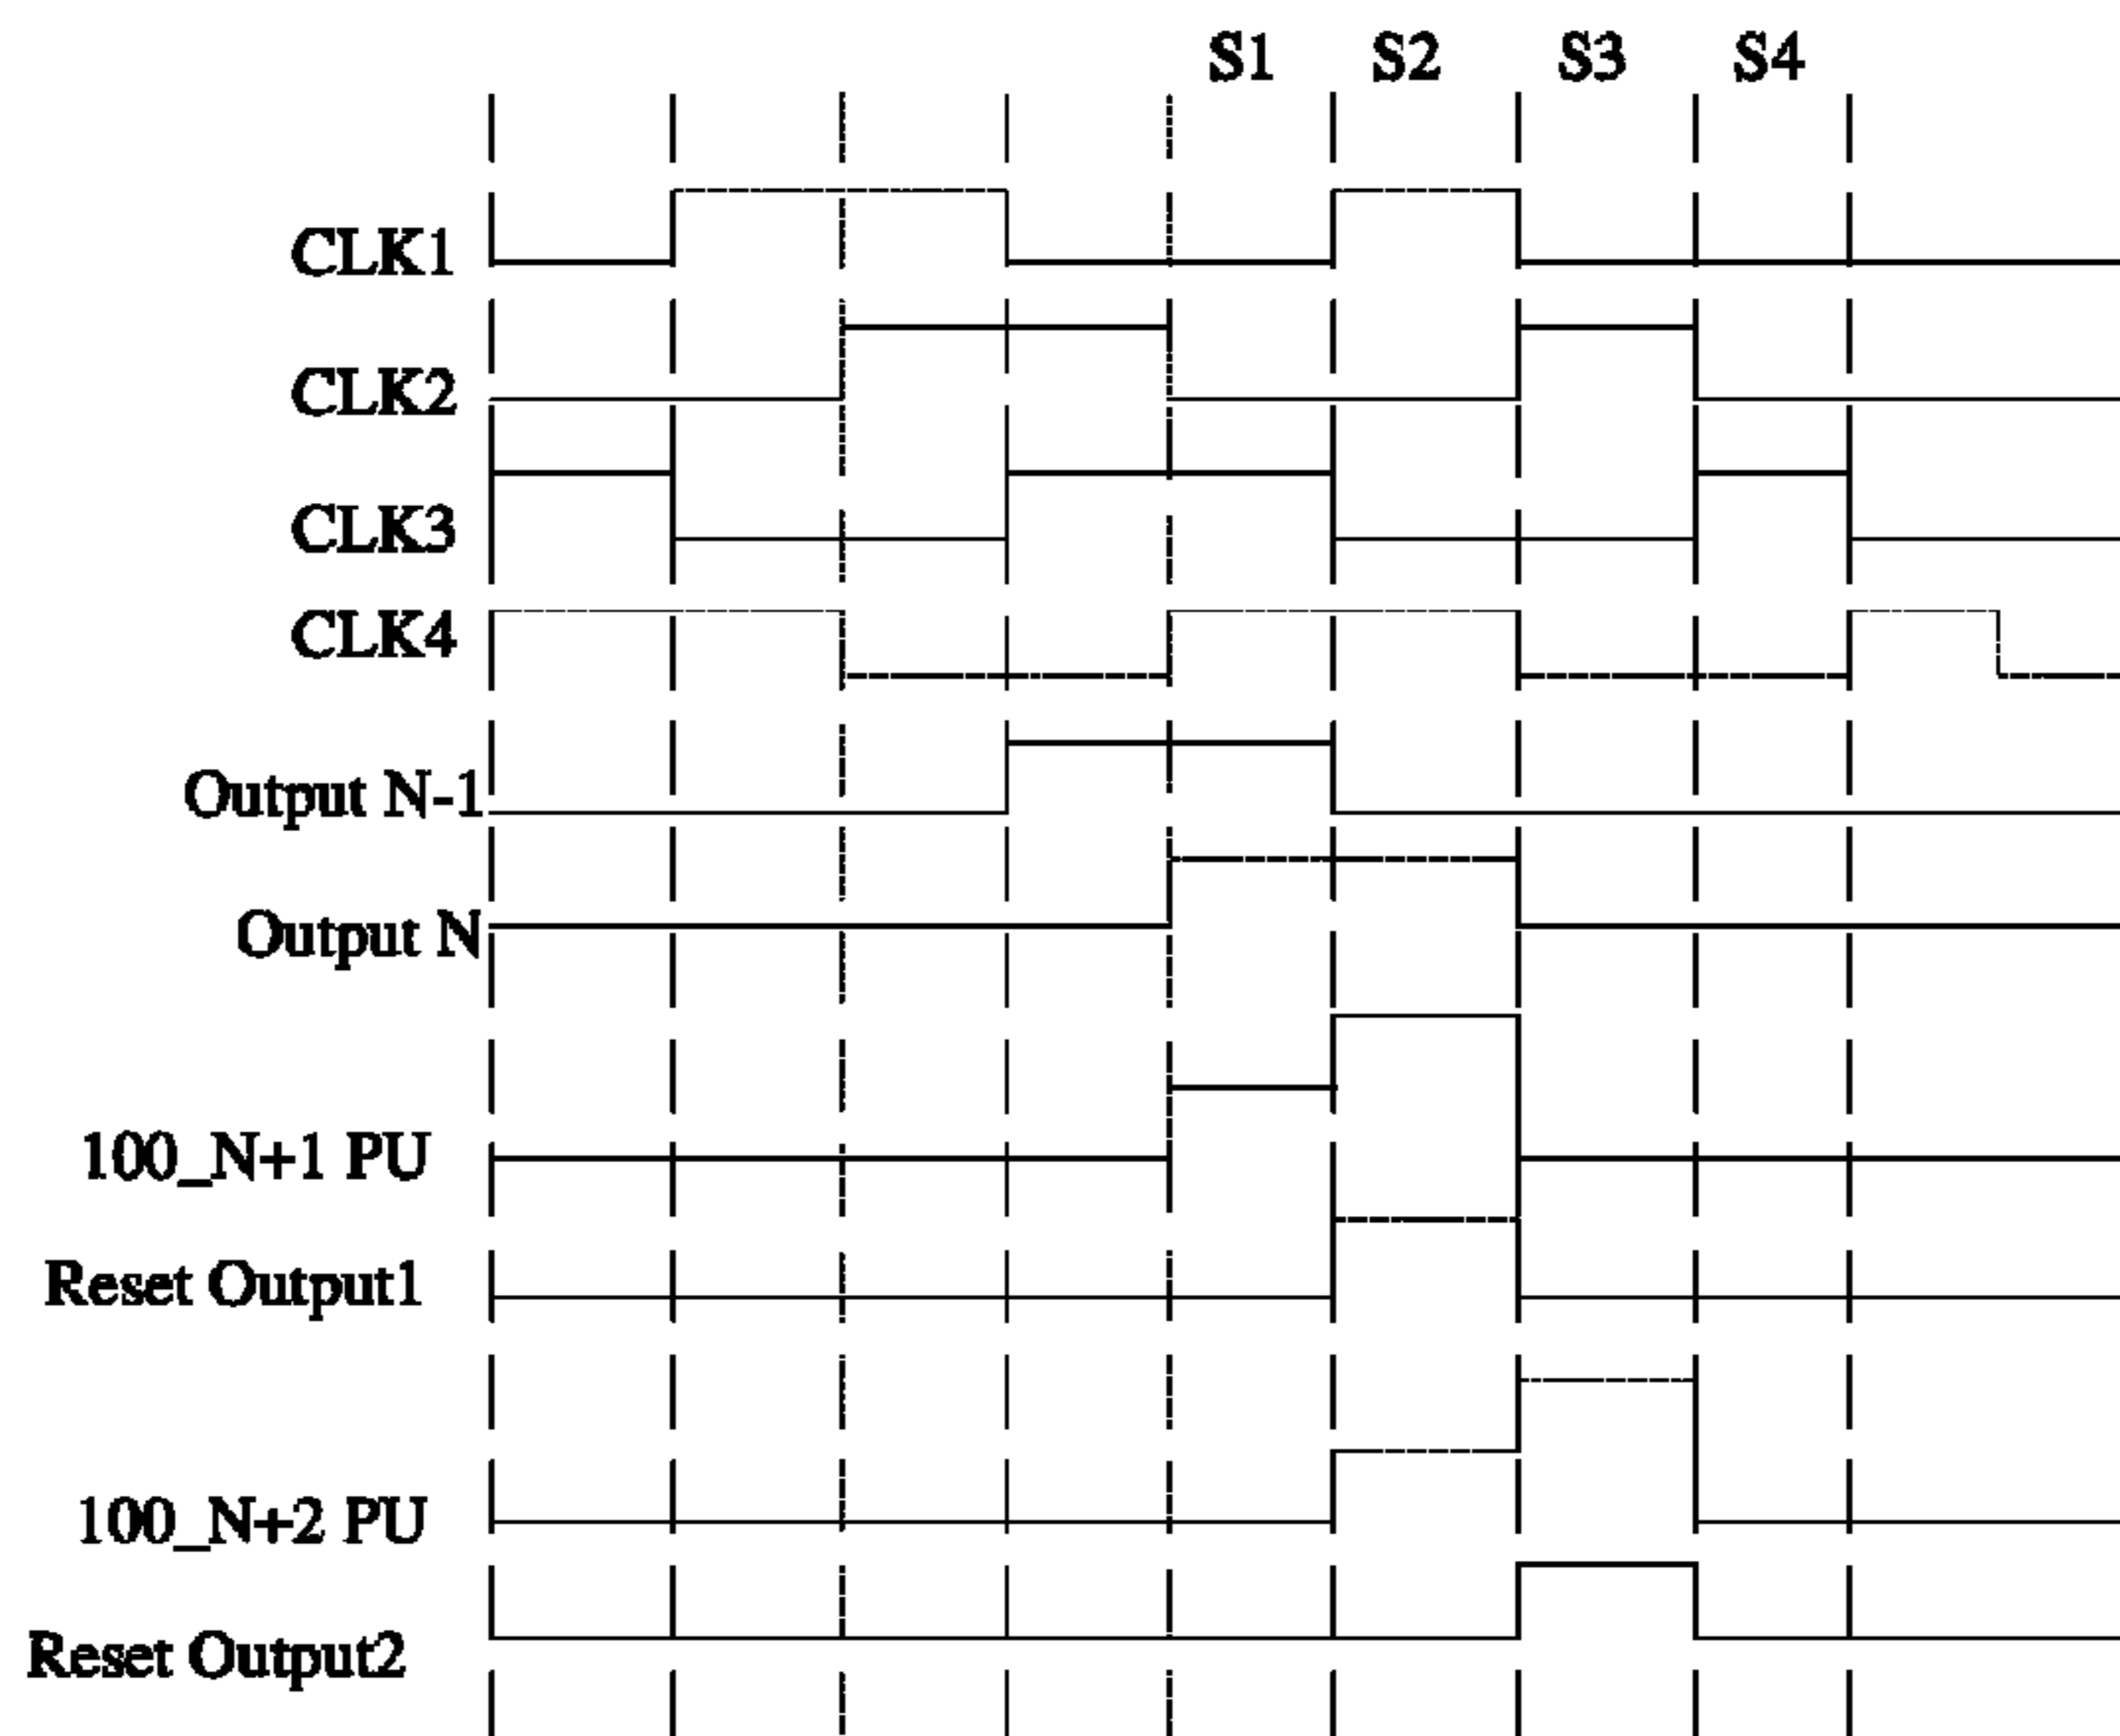 S1 S2 S3 S4
CLK1
CLK2
CLK3
CLK4
Output N-1
Output N
100_N+1 PU
Reset Output1
100_N+2 PU
Reset Output2